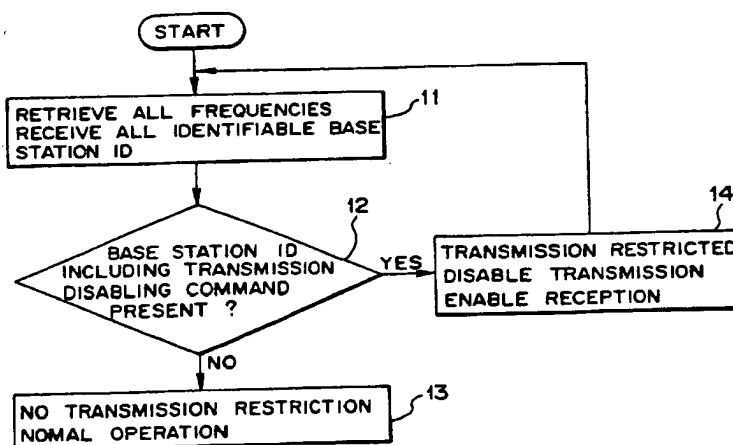 START
11
RETRIEVE ALL FREQUENCIES
RECEIVE ALL IDENTIFIABLE BASE
STATION ID
12
BASE STATION ID
INCLUDING TRANSMISSION
DISABLING COMMAND
PRESENT ?
YES
14
TRANSMISSION RESTRICTED
DISABLE TRANSMISSION
ENABLE RECEPTION
NO
13
NO TRANSMISSION RESTRICTION
NOMAL OPERATION